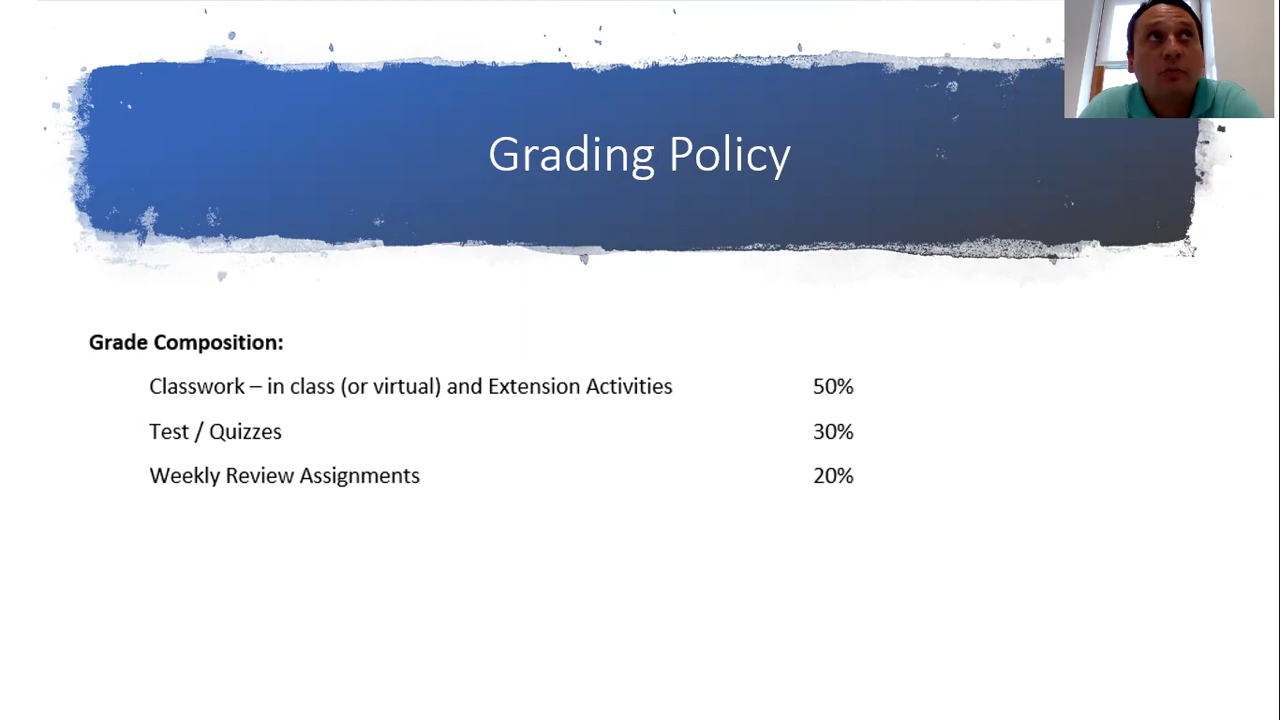 Grading Policy
Grade Composition:
Classwork – in class (or virtual) and Extension Activities 50%
Test / Quizzes 30%
Weekly Review Assignments 20%